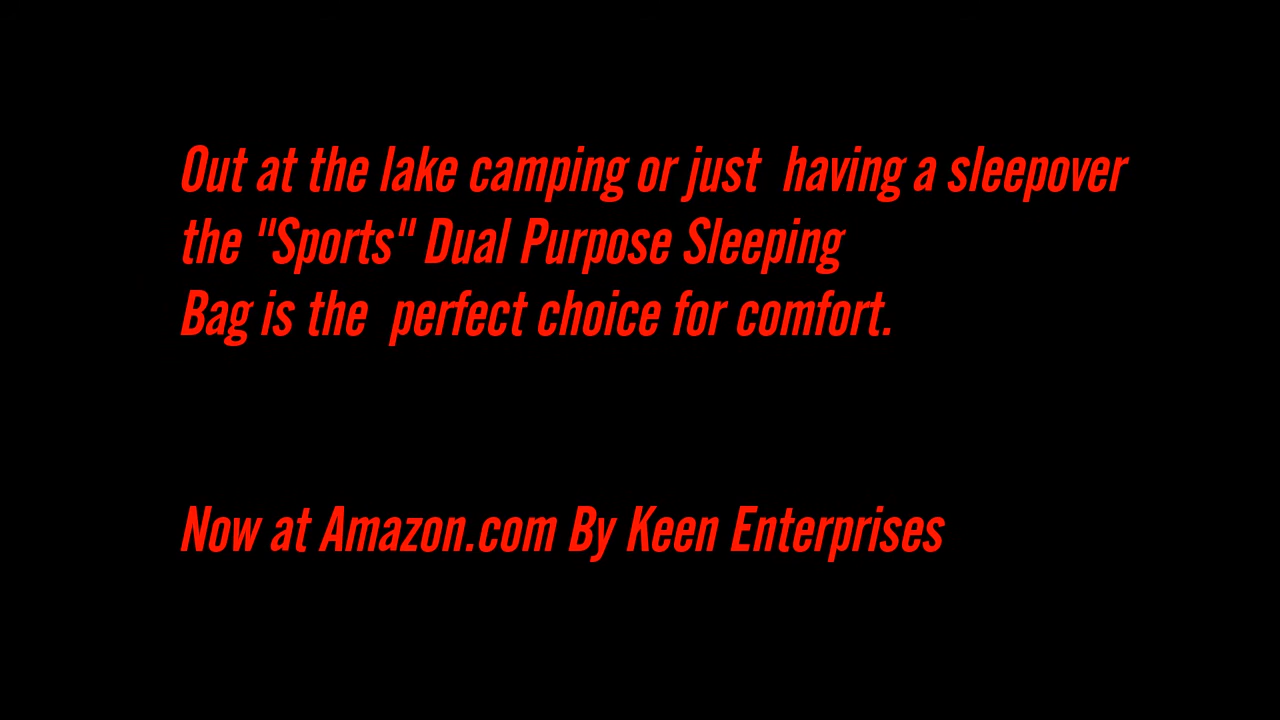 Out at the lake camping or just  having a sleepover
the "Sports" Dual Purpose Sleeping
Bag is the  perfect choice for comfort.
Now at Amazon.com By Keen Enterprises